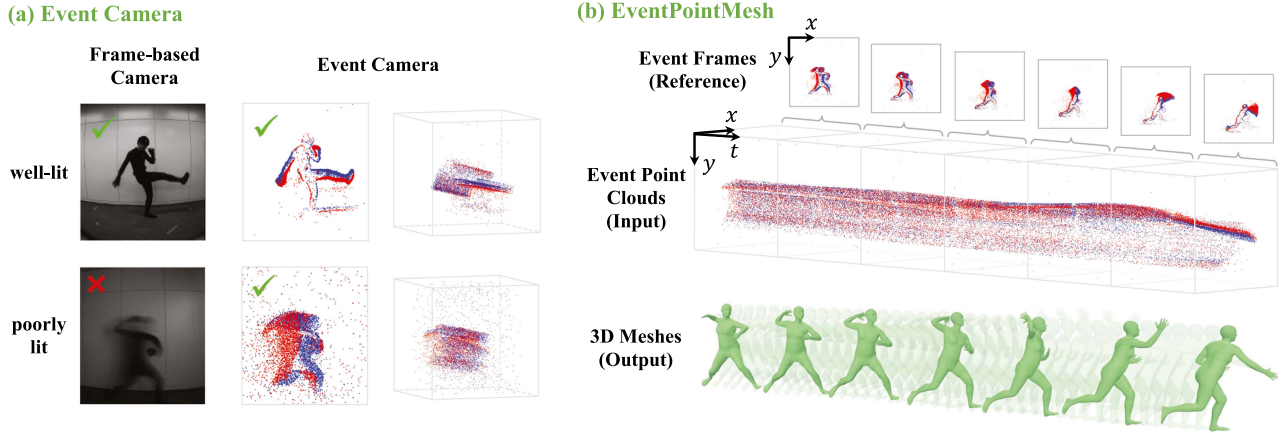 (a) Event Camera
Frame-based
Camera
Event Camera
well-lit
poorly
lit
(b) EventPointMesh
Event Frames
(Reference)
x
y
x
t
y
Event Point
Clouds
(Input)
3D Meshes
(Output)